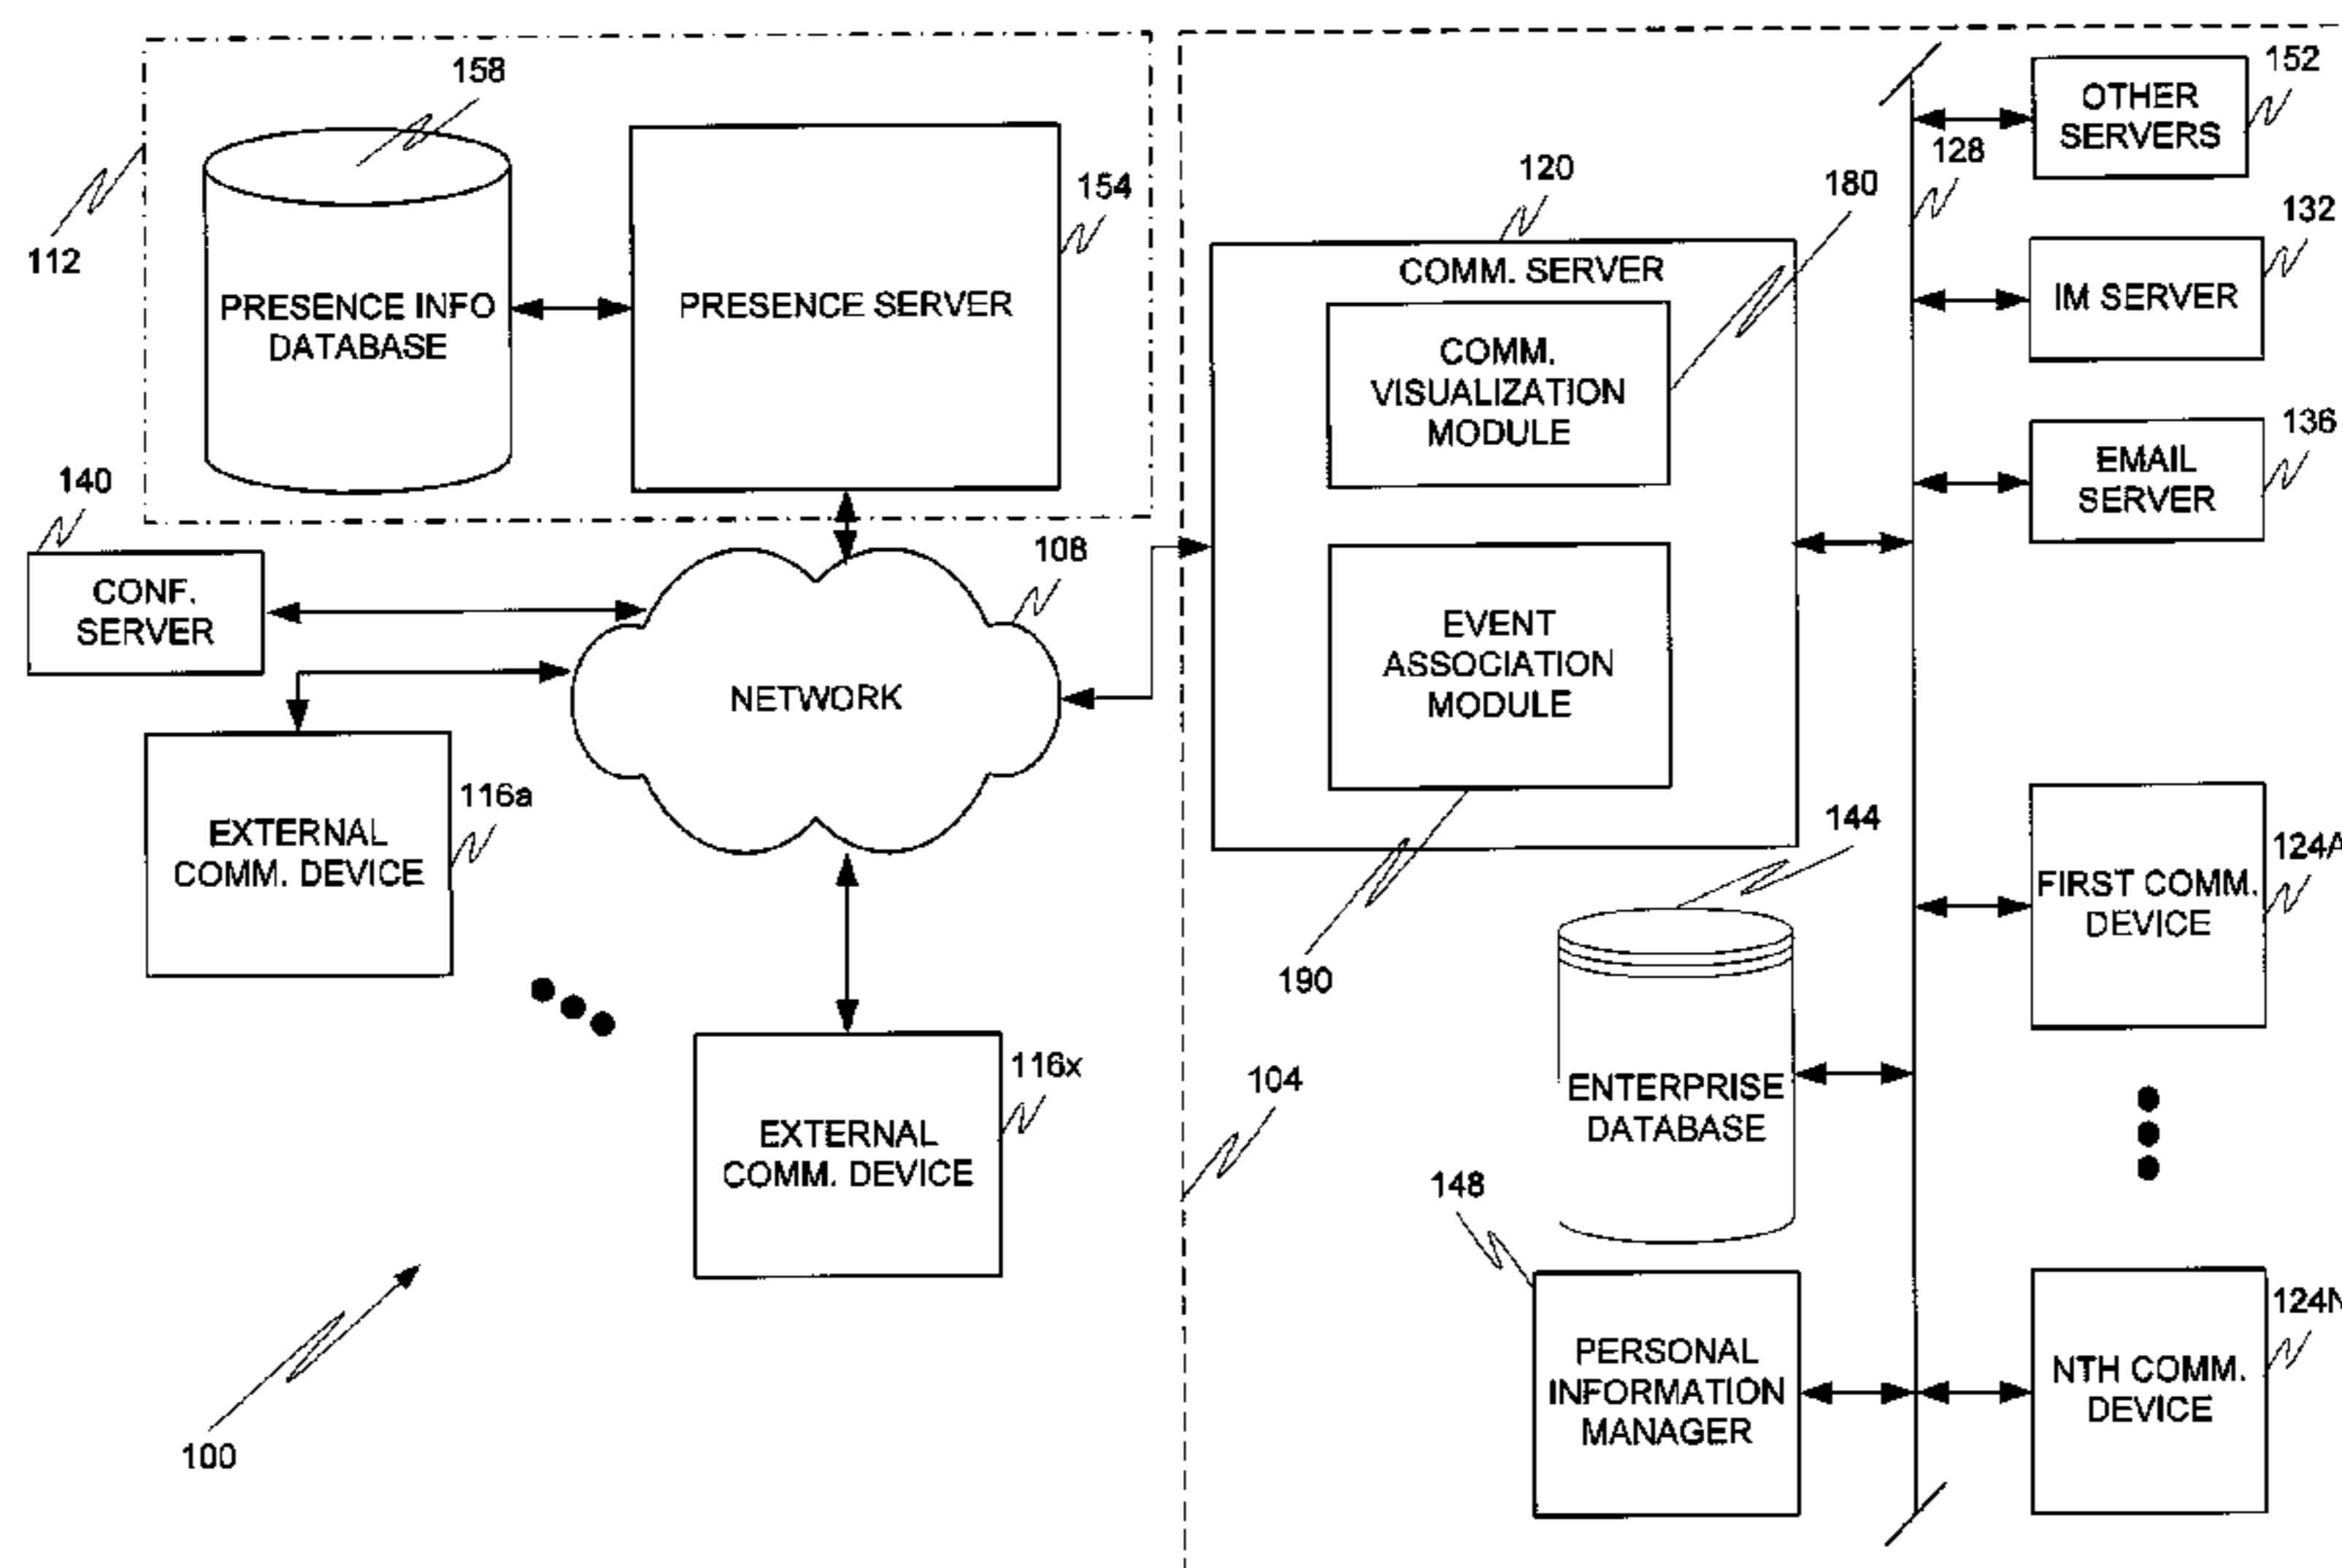 158
152
OTHER
SERVERS
128
120
180
154
132
112
COMM. SERVER
PRESENCE INFO
DATABASE
PRESENCE SERVER
IM SERVER
COMM.
VISUALIZATION
MODULE
136
EMAIL
SERVER
140
108
CONF.
SERVER
EVENT
ASSOCIATION
MODULE
NETWORK
116a
144
EXTERNAL
COMM. DEVICE
124A
FIRST COMM.
DEVICE
190
116x
104
ENTERPRISE
DATABASE
EXTERNAL
COMM. DEVICE
148
124N
PERSONAL
INFORMATION
MANAGER
NTH COMM.
DEVICE
100